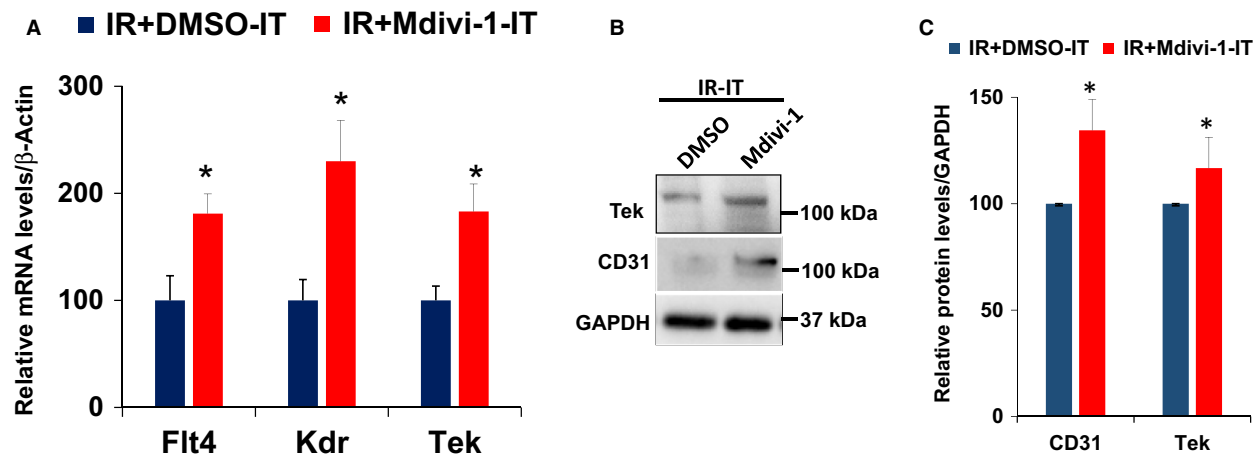 A
IR+DMSO-IT IR+Mdivi-1-IT
Relative mRNA levels/β-Actin
300
200
100
0
*
*
*
Flt4 Kdr Tek
B
IR-IT
DMSO Mdivi-1
Tek
100 kDa
CD31
100 kDa
GAPDH
37 kDa
C
IR+DMSO-IT IR+Mdivi-1-IT
Relative protein levels/GAPDH
150
100
50
0
*
*
CD31 Tek